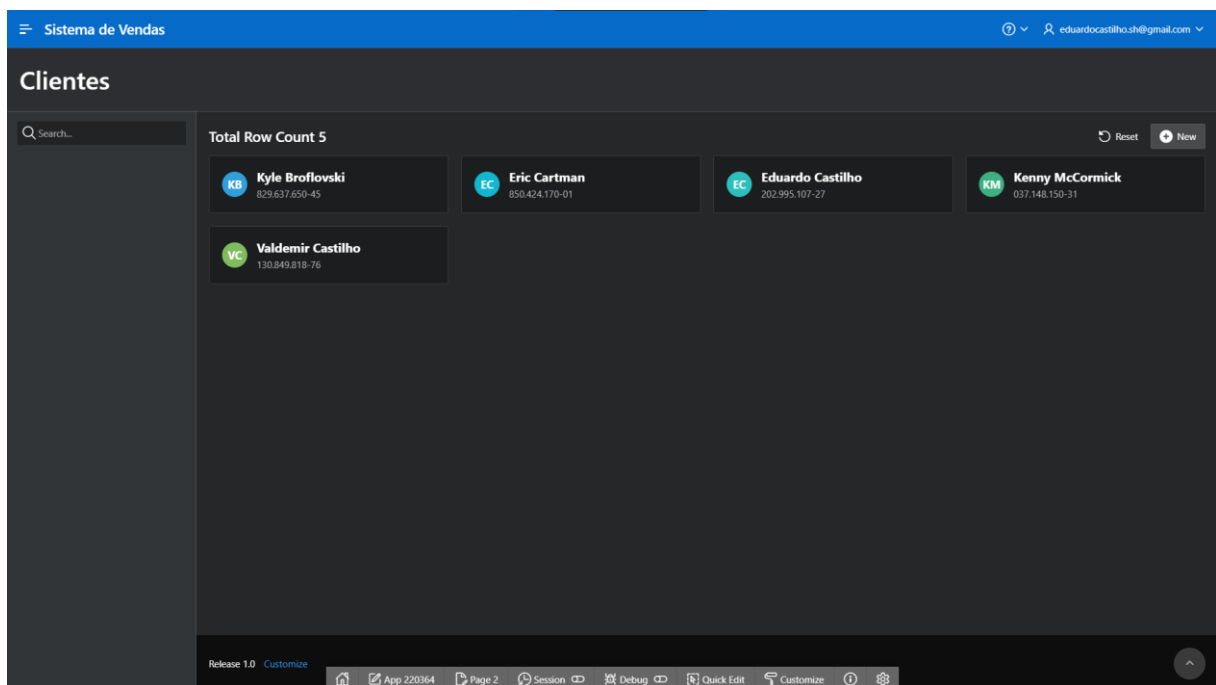 Sistema de Vendas
eduardocastilho.sh@gmail.com
Clientes
Search...
Total Row Count 5
Reset
New
KB Kyle Broflovski
829.637.650-45
EC Eric Cartman
850.424.170-01
EC Eduardo Castilho
202.995.107-27
KM Kenny McCormick
037.148.150-31
VC Valdemir Castilho
130.849.818-76
Release 1.0 Customize
App 220364 Page 2 Session Debug Quick Edit Customize